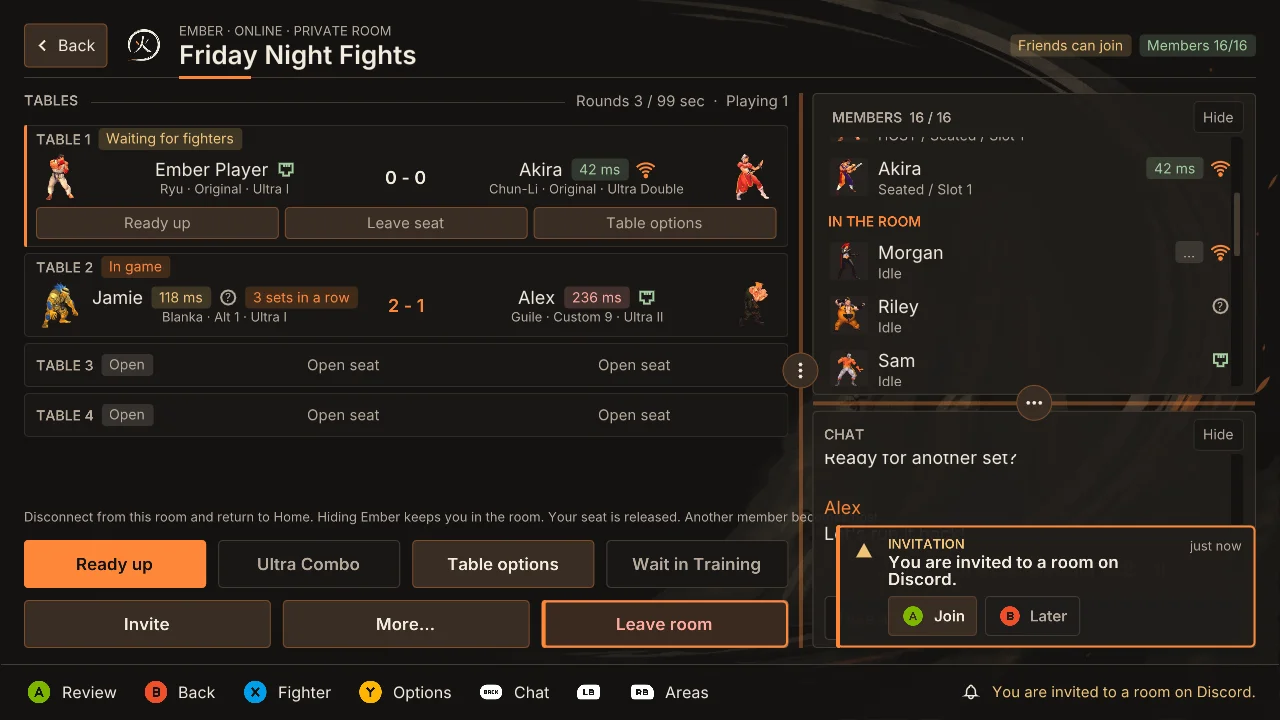 Back
火
EMBER · ONLINE · PRIVATE ROOM
Friday Night Fights
Friends can join
Members 16/16
TABLES
Rounds 3 / 99 sec · Playing 1
TABLE 1 Waiting for fighters
Ember Player
Ryu · Original · Ultra I
0 - 0
Akira 42 ms
Chun-Li · Original · Ultra Double
Ready up
Leave seat
Table options
TABLE 2 In game
Jamie 118 ms ? 3 sets in a row
Blanka · Alt 1 · Ultra I
2 - 1
Alex 236 ms
Guile · Custom 9 · Ultra II
TABLE 3 Open
Open seat
Open seat
TABLE 4 Open
Open seat
Open seat
Disconnect from this room and return to Home. Hiding Ember keeps you in the room. Your seat is released. Another member
Ready up
Ultra Combo
Table options
Wait in Training
Invite
More...
Leave room
MEMBERS 16 / 16
Hide
HOST / Seated / Slot 1
Akira
42 ms
Seated / Slot 1
IN THE ROOM
Morgan
...
Idle
Riley
?
Idle
Sam
Idle
CHAT
Hide
Ready for another set?
Alex
INVITATION
just now
You are invited to a room on
Discord.
A Join
B Later
A Review
B Back
X Fighter
Y Options
BACK Chat
LB
RB Areas
You are invited to a room on Discord.